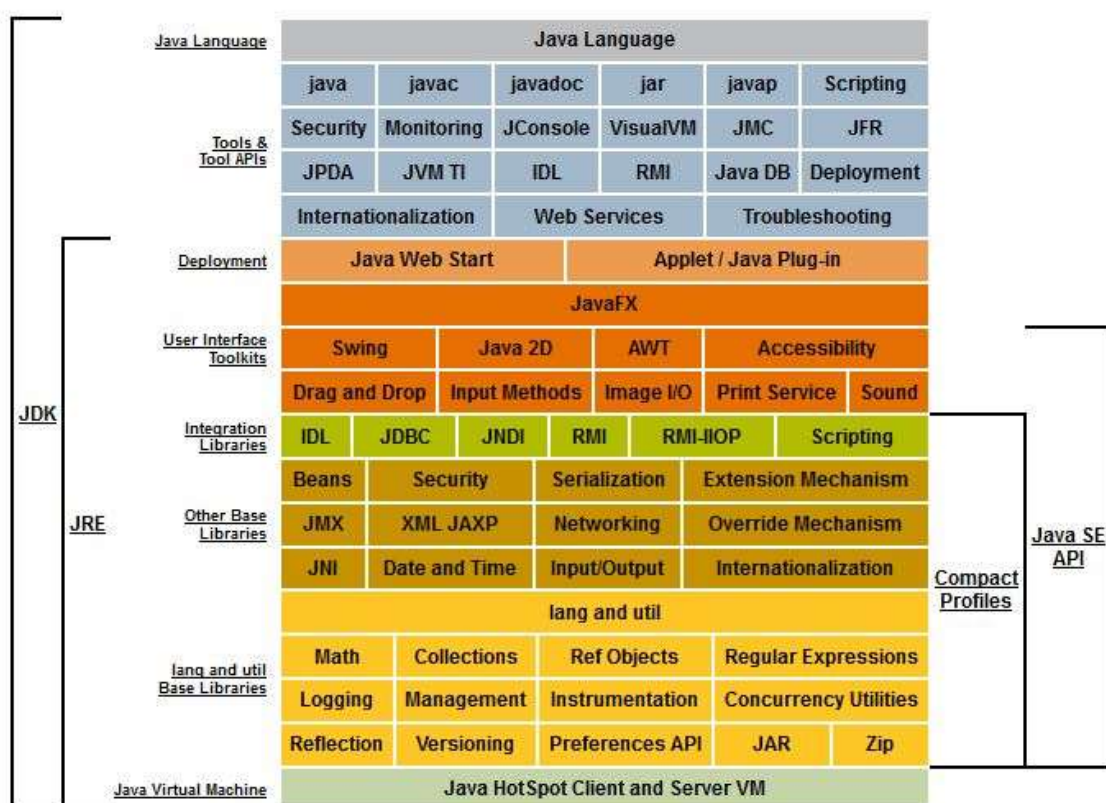 Java Language Java Language
java javac javadoc jar javap Scripting
Tools &
Tool APIs
Security Monitoring JConsole VisualVM JMC JFR
JPDA JVM TI IDL RMI Java DB Deployment
Internationalization Web Services Troubleshooting
Deployment Java Web Start Applet / Java Plug-in
JavaFX
User Interface
Toolkits
Swing Java 2D AWT Accessibility
Drag and Drop Input Methods Image I/O Print Service Sound
JDK
Integration
Libraries
IDL JDBC JNDI RMI RMI-IIOP Scripting
Beans Security Serialization Extension Mechanism
JRE
Other Base
Libraries
JMX XML JAXP Networking Override Mechanism
Java SE
API
JNI Date and Time Input/Output Internationalization
Compact
Profiles
lang and util
lang and util
Base Libraries
Math Collections Ref Objects Regular Expressions
Logging Management Instrumentation Concurrency Utilities
Reflection Versioning Preferences API JAR Zip
Java Virtual Machine Java HotSpot Client and Server VM